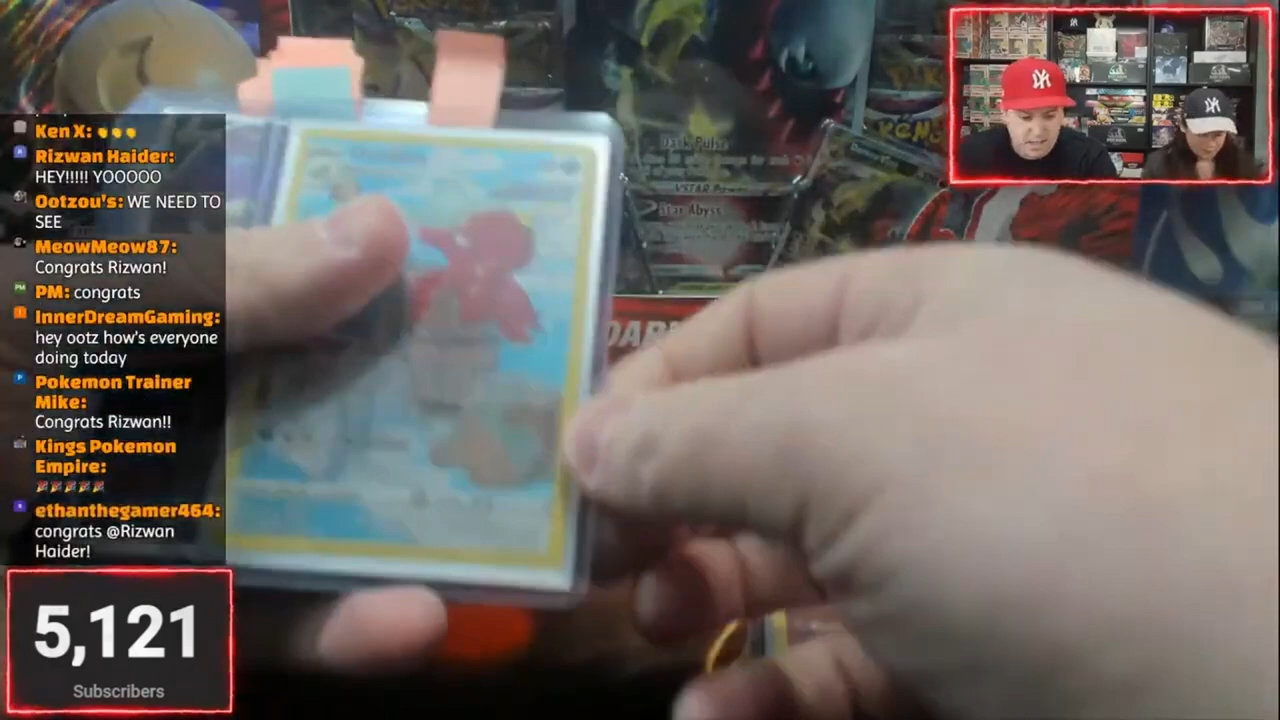 Ken X:
Rizwan Haider:
HEY!!!!! YOOOOO
Ootzou's: WE NEED TO
SEE
MeowMeow87:
Congrats Rizwan!
PM: congrats
InnerDreamGaming:
hey ootz how's everyone
doing today
Pokemon Trainer
Mike:
Congrats Rizwan!!
Kings Pokemon
Empire:
ethanthegamer464:
congrats @Rizwan
Haider!
5,121
Subscribers
Dark Pulse
VSTAR Power
Star Abyss